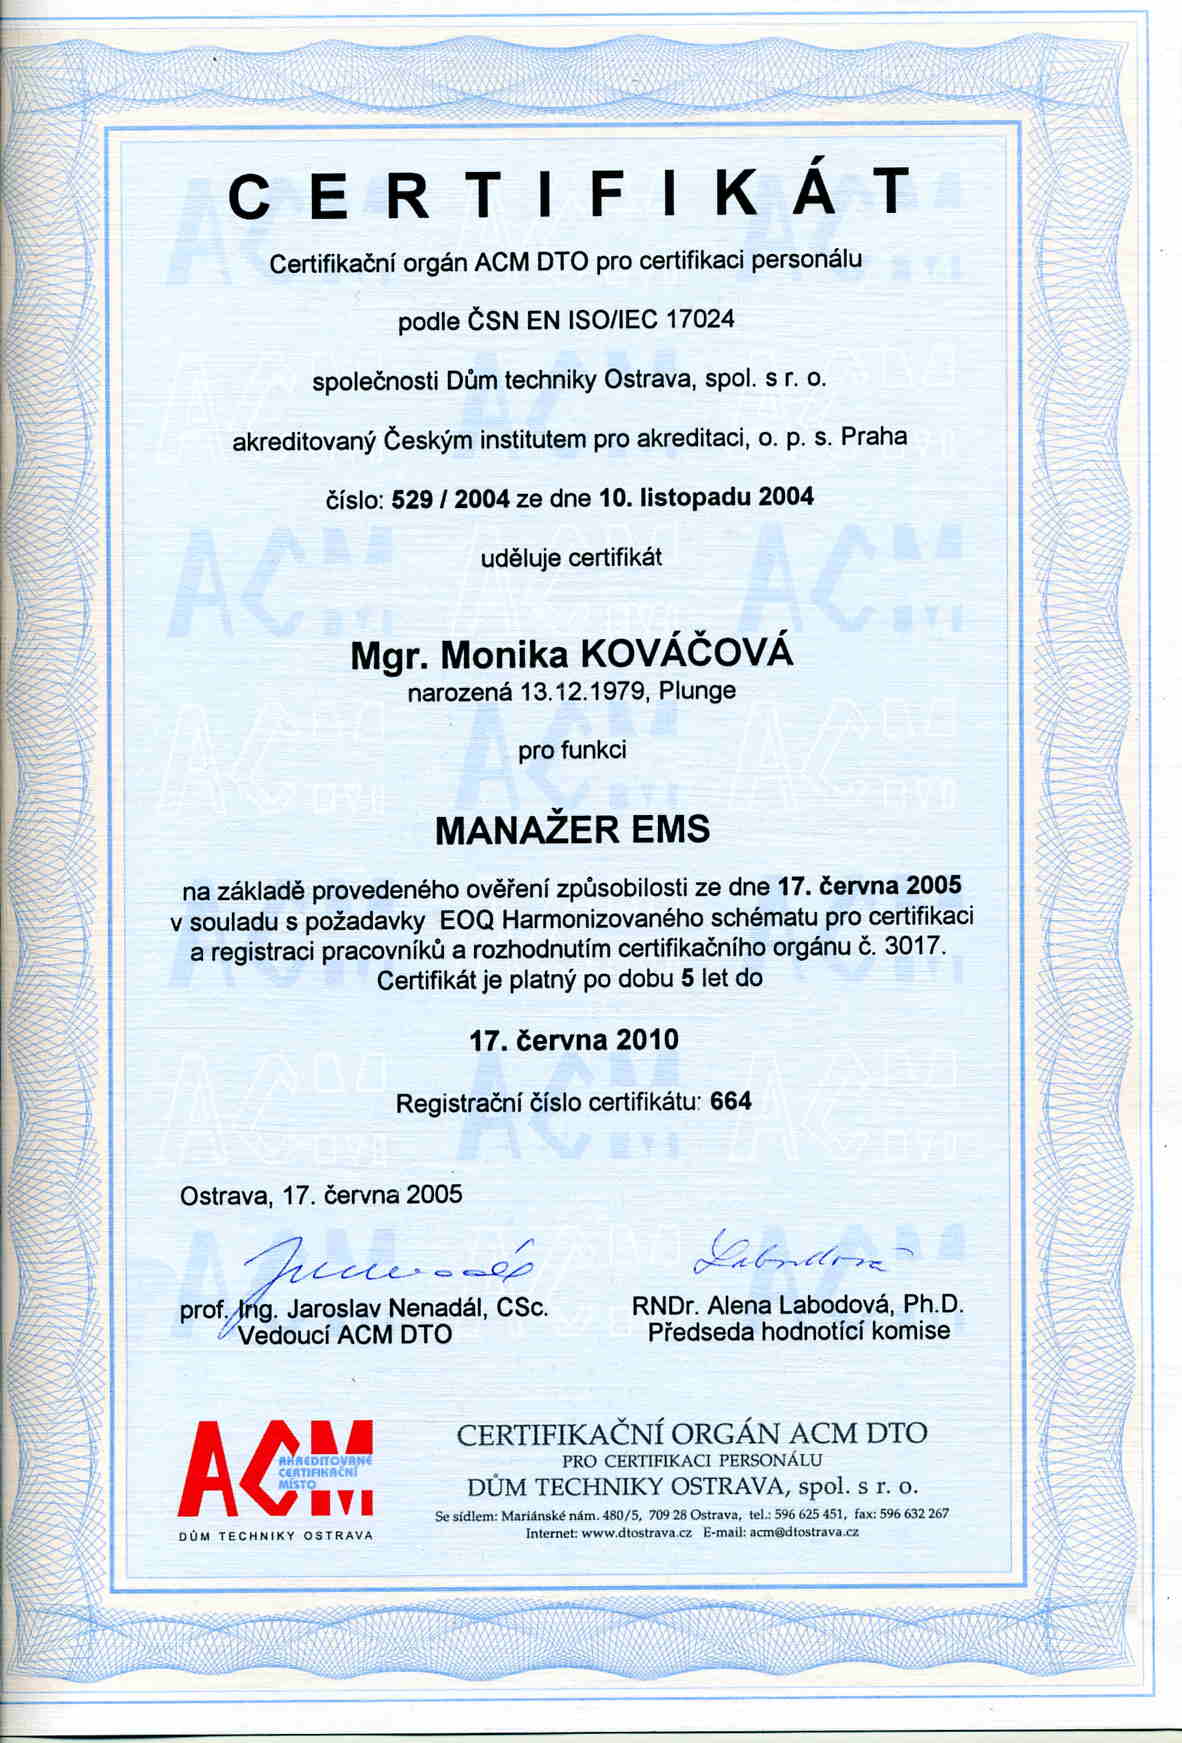 CERTIFIKÁT
Certifikační orgán ACM DTO pro certifikaci personálu
podle ČSN EN ISO/IEC 17024
společnosti Dům techniky Ostrava, spol. s r. o.
akreditovaný Českým institutem pro akreditaci, o. p. s. Praha
číslo: 529 / 2004 ze dne 10. listopadu 2004
uděluje certifikát
Mgr. Monika KOVÁČOVÁ
narozená 13.12.1979, Plunge
pro funkci
MANAŽER EMS
na základě provedeného ověření způsobilosti ze dne 17. června 2005
v souladu s požadavky EOQ Harmonizovaného schématu pro certifikaci
a registraci pracovníků a rozhodnutím certifikačního orgánu č. 3017.
Certifikát je platný po dobu 5 let do
17. června 2010
Registrační číslo certifikátu: 664
Ostrava, 17. června 2005
Labodová
prof. Ing. Jaroslav Nenadál, CSc.
Vedoucí ACM DTO
RNDr. Alena Labodová, Ph.D.
Předseda hodnotící komise
ACM
AKREDITOVANÉ
CERTIFIKAČNÍ
MÍSTO
DŮM TECHNIKY OSTRAVA
CERTIFIKAČNÍ ORGÁN ACM DTO
PRO CERTIFIKACI PERSONÁLU
DŮM TECHNIKY OSTRAVA, spol. s r. o.
Se sídlem: Mariánské nám. 480/5, 709 28 Ostrava, tel.: 596 625 451, fax: 596 632 267
Internet: www.dtostrava.cz E-mail: acm@dtostrava.cz